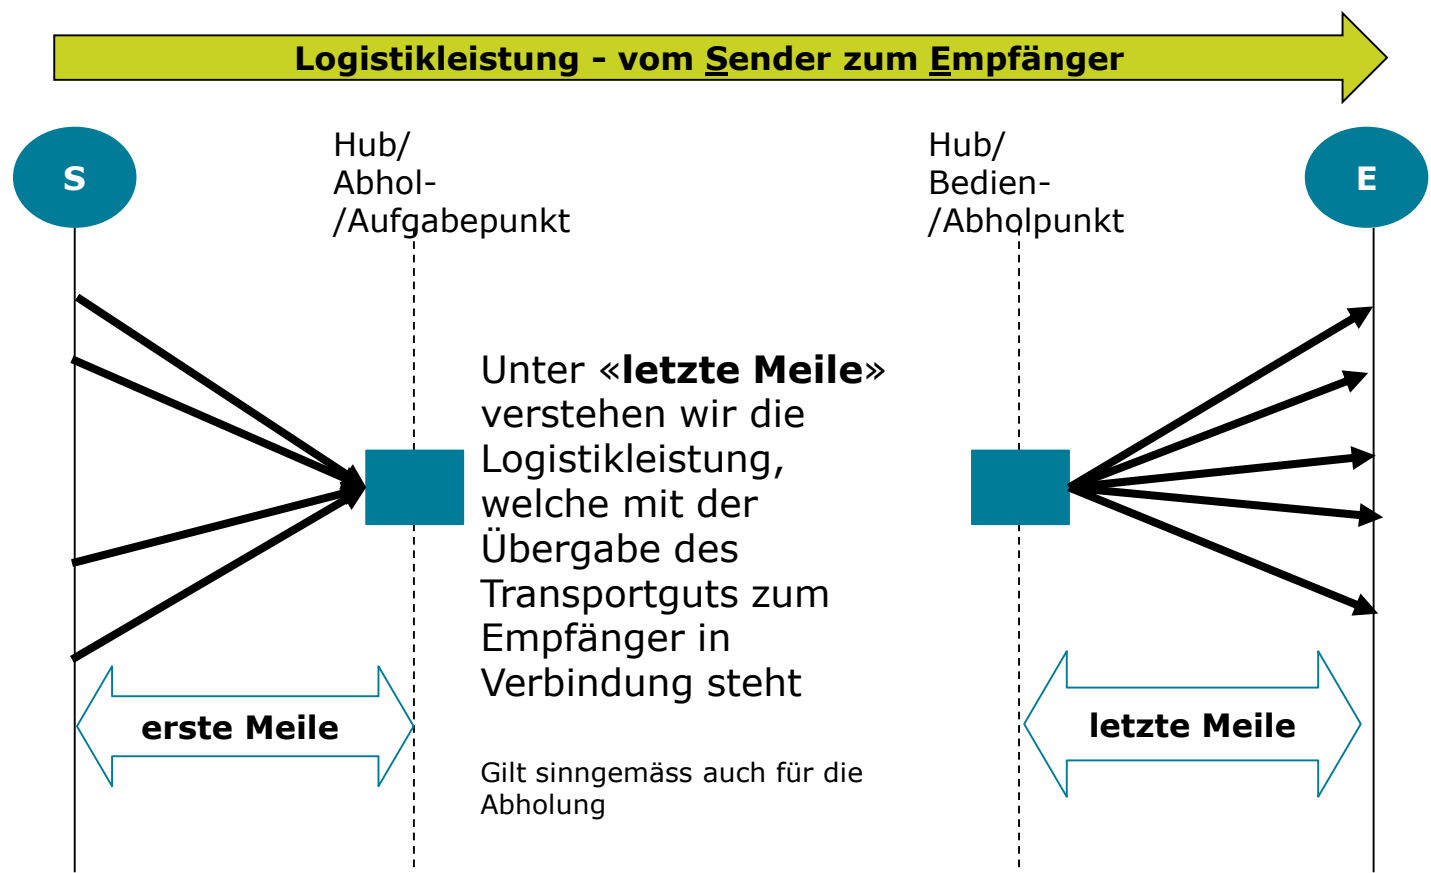 Logistikleistung - vom Sender zum Empfänger
S
Hub/
Abhol-
/Aufgabepunkt
Hub/
Bedien-
/Abholpunkt
E
Unter «letzte Meile»
verstehen wir die
Logistikleistung,
welche mit der
Übergabe des
Transportguts zum
Empfänger in
Verbindung steht
erste Meile
letzte Meile
Gilt sinngemäss auch für die
Abholung